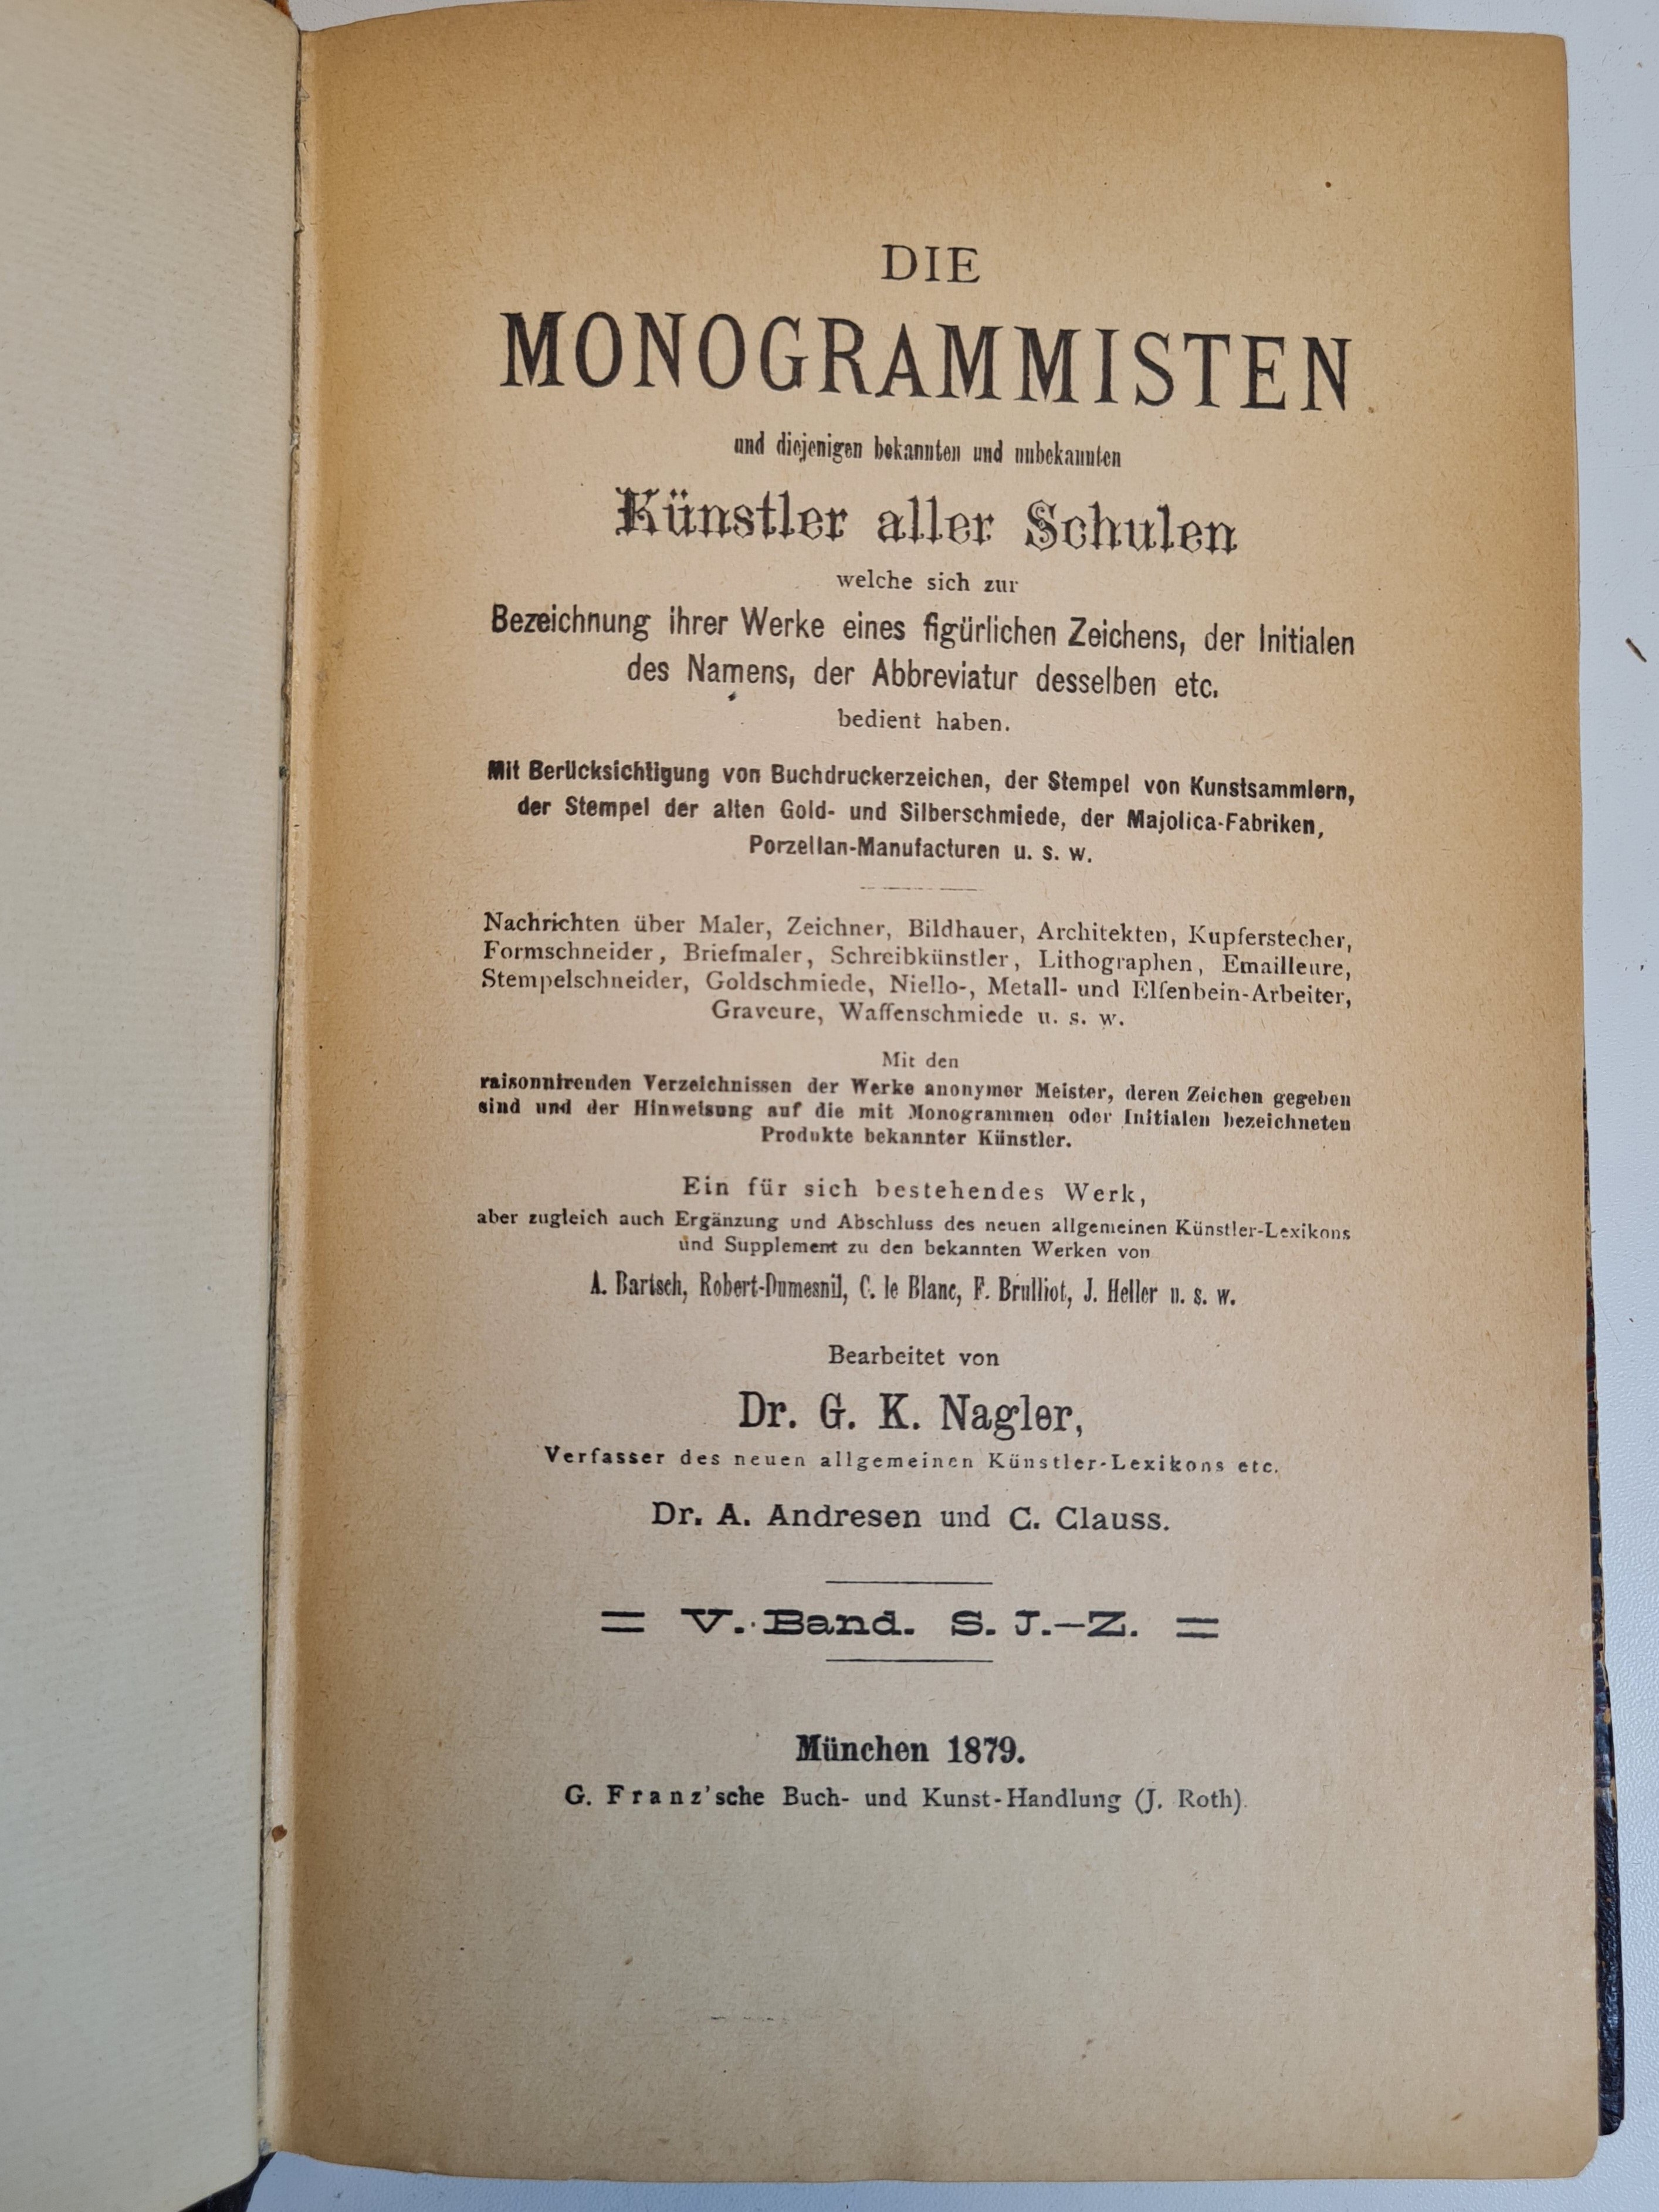 DIE
MONOGRAMMISTEN
und diejenigen bekannten und unbekannten
Künstler aller Schulen
welche sich zur
Bezeichnung ihrer Werke eines figürlichen Zeichens, der Initialen
des Namens, der Abbreviatur desselben etc.
bedient haben.
Mit Berücksichtigung von Buchdruckerzeichen, der Stempel von Kunstsammlern,
der Stempel der alten Gold- und Silberschmiede, der Majolica-Fabriken,
Porzellan-Manufacturen u. s. w.
Nachrichten über Maler, Zeichner, Bildhauer, Architekten, Kupferstecher,
Formschneider, Briefmaler, Schreibkünstler, Lithographen, Emailleure,
Stempelschneider, Goldschmiede, Niello-, Metall- und Elfenbein-Arbeiter,
Graveure, Waffenschmiede u. s. w.
Mit den
raisonnirenden Verzeichnissen der Werke anonymer Meister, deren Zeichen gegeben
sind und der Hinweisung auf die mit Monogrammen oder Initialen bezeichneten
Produkte bekannter Künstler.
Ein für sich bestehendes Werk,
aber zugleich auch Ergänzung und Abschluss des neuen allgemeinen Künstler-Lexikons
und Supplement zu den bekannten Werken von
A. Bartsch, Robert-Dumesnil, C. le Blanc, F. Brulliot, J. Heller u. s. w.
Bearbeitet von
Dr. G. K. Nagler,
Verfasser des neuen allgemeinen Künstler-Lexikons etc.
Dr. A. Andresen und C. Clauss.
= V. Band. S. J.—Z. =
München 1879.
G. Franz'sche Buch- und Kunst-Handlung (J. Roth).